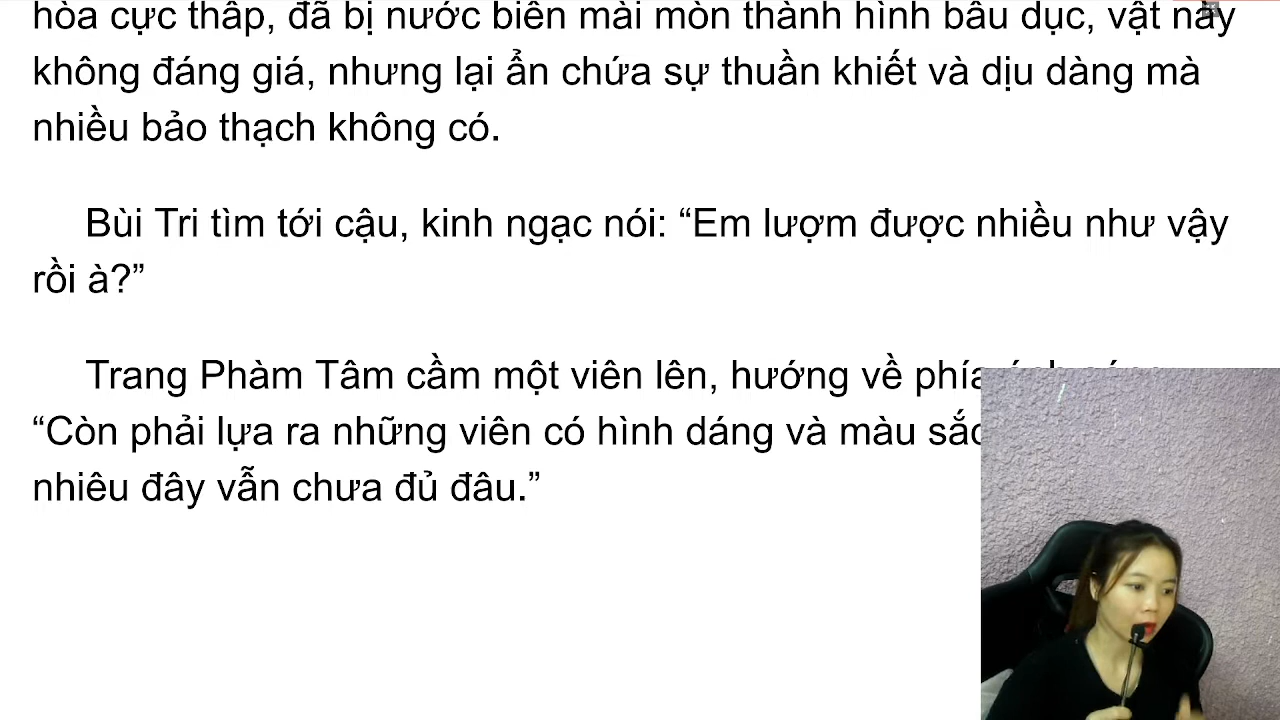 hòa cực thấp, đã bị nước biển mài mòn thành hình bầu dục, vật này
không đáng giá, nhưng lại ẩn chứa sự thuần khiết và dịu dàng mà
nhiều bảo thạch không có.
Bùi Tri tìm tới cậu, kinh ngạc nói: “Em lượm được nhiều như vậy
rồi à?”
Trang Phàm Tâm cầm một viên lên, hướng về phía
“Còn phải lựa ra những viên có hình dáng và màu sắc
nhiêu đây vẫn chưa đủ đâu.”